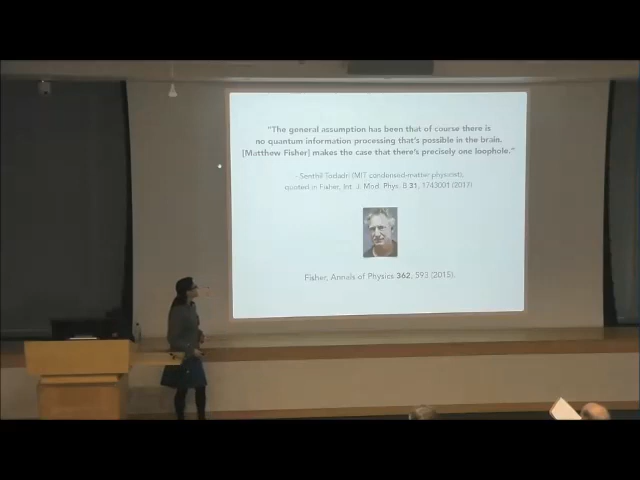 "The general assumption has been that of course there is
no quantum information processing that's possible in the brain.
[Matthew Fisher] makes the case that there's precisely one loophole."
- Senthil Todadri (MIT condensed-matter physicist),
quoted in Fisher, Int. J. Mod. Phys. B 31, 1743001 (2017)
Fisher, Annals of Physics 362, 593 (2015).